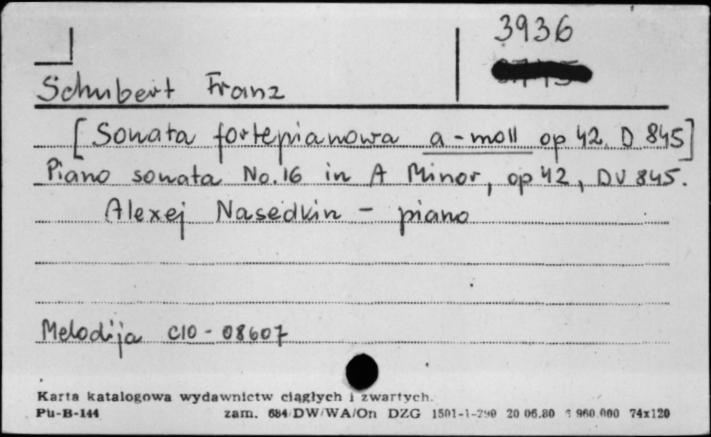 3936
Schubert Franz
[Sonata fortepianowa a-moll op 42. D 845]
Piano sonata No.16 in A Minor, op 42, DV 845.
Alexej Nasedkin - piano
Melodija C10-08607
Karta katalogowa wydawnictw ciągłych i zwartych.
Pu-B-144 zam. 684 DW/WA/On DZG 1501-1-290 20 06.80 960.000 74x120